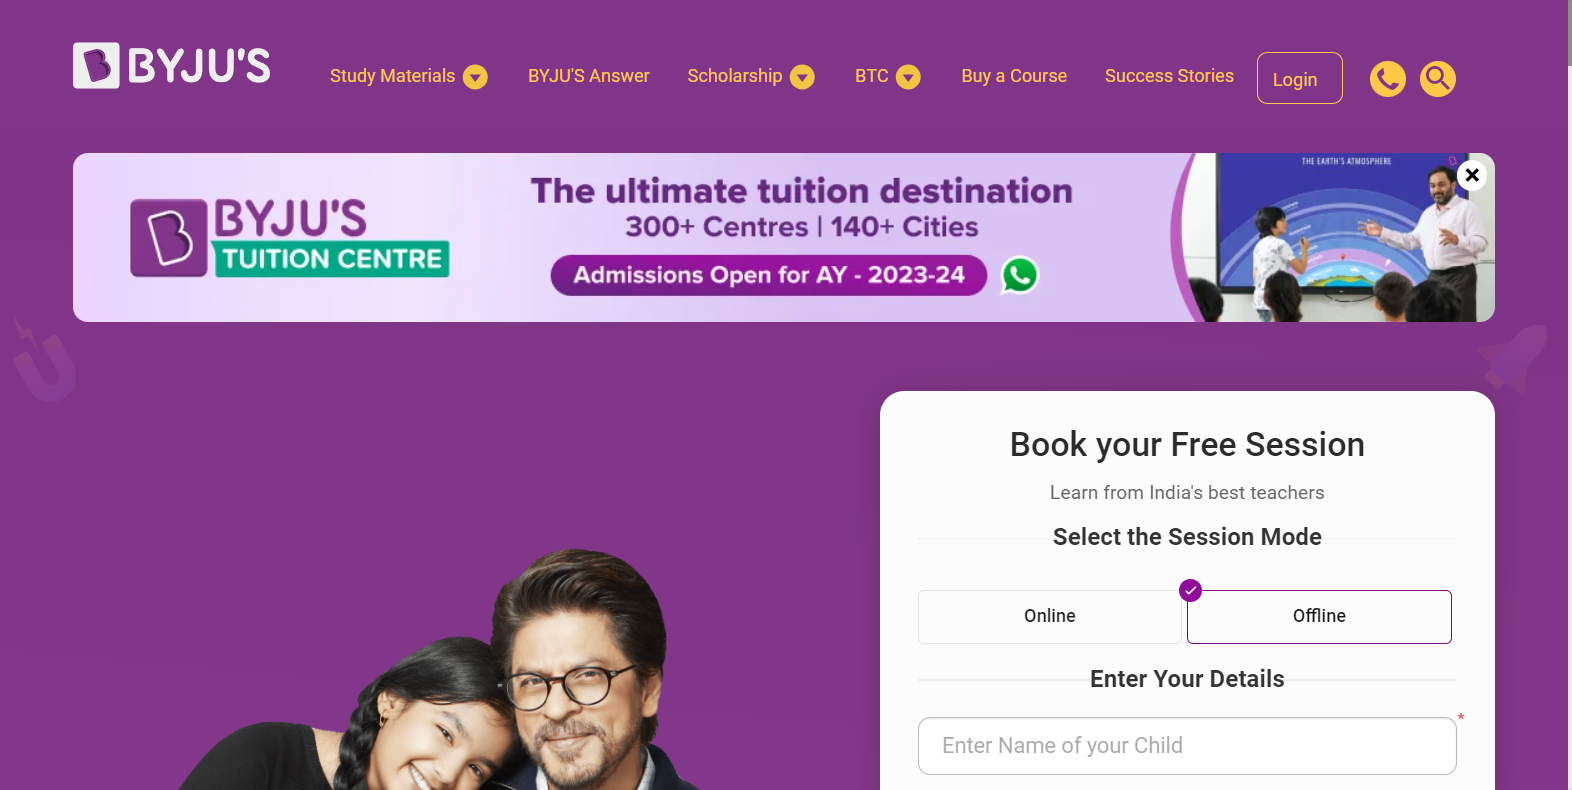 BYJU'S
Study Materials
BYJU'S Answer
Scholarship
BTC
Buy a Course
Success Stories
Login
BYJU'S
TUITION CENTRE
The ultimate tuition destination
300+ Centres | 140+ Cities
Admissions Open for AY - 2023-24
THE EARTH'S ATMOSPHERE
Book your Free Session
Learn from India's best teachers
Select the Session Mode
Online
Offline
Enter Your Details
Enter Name of your Child
*